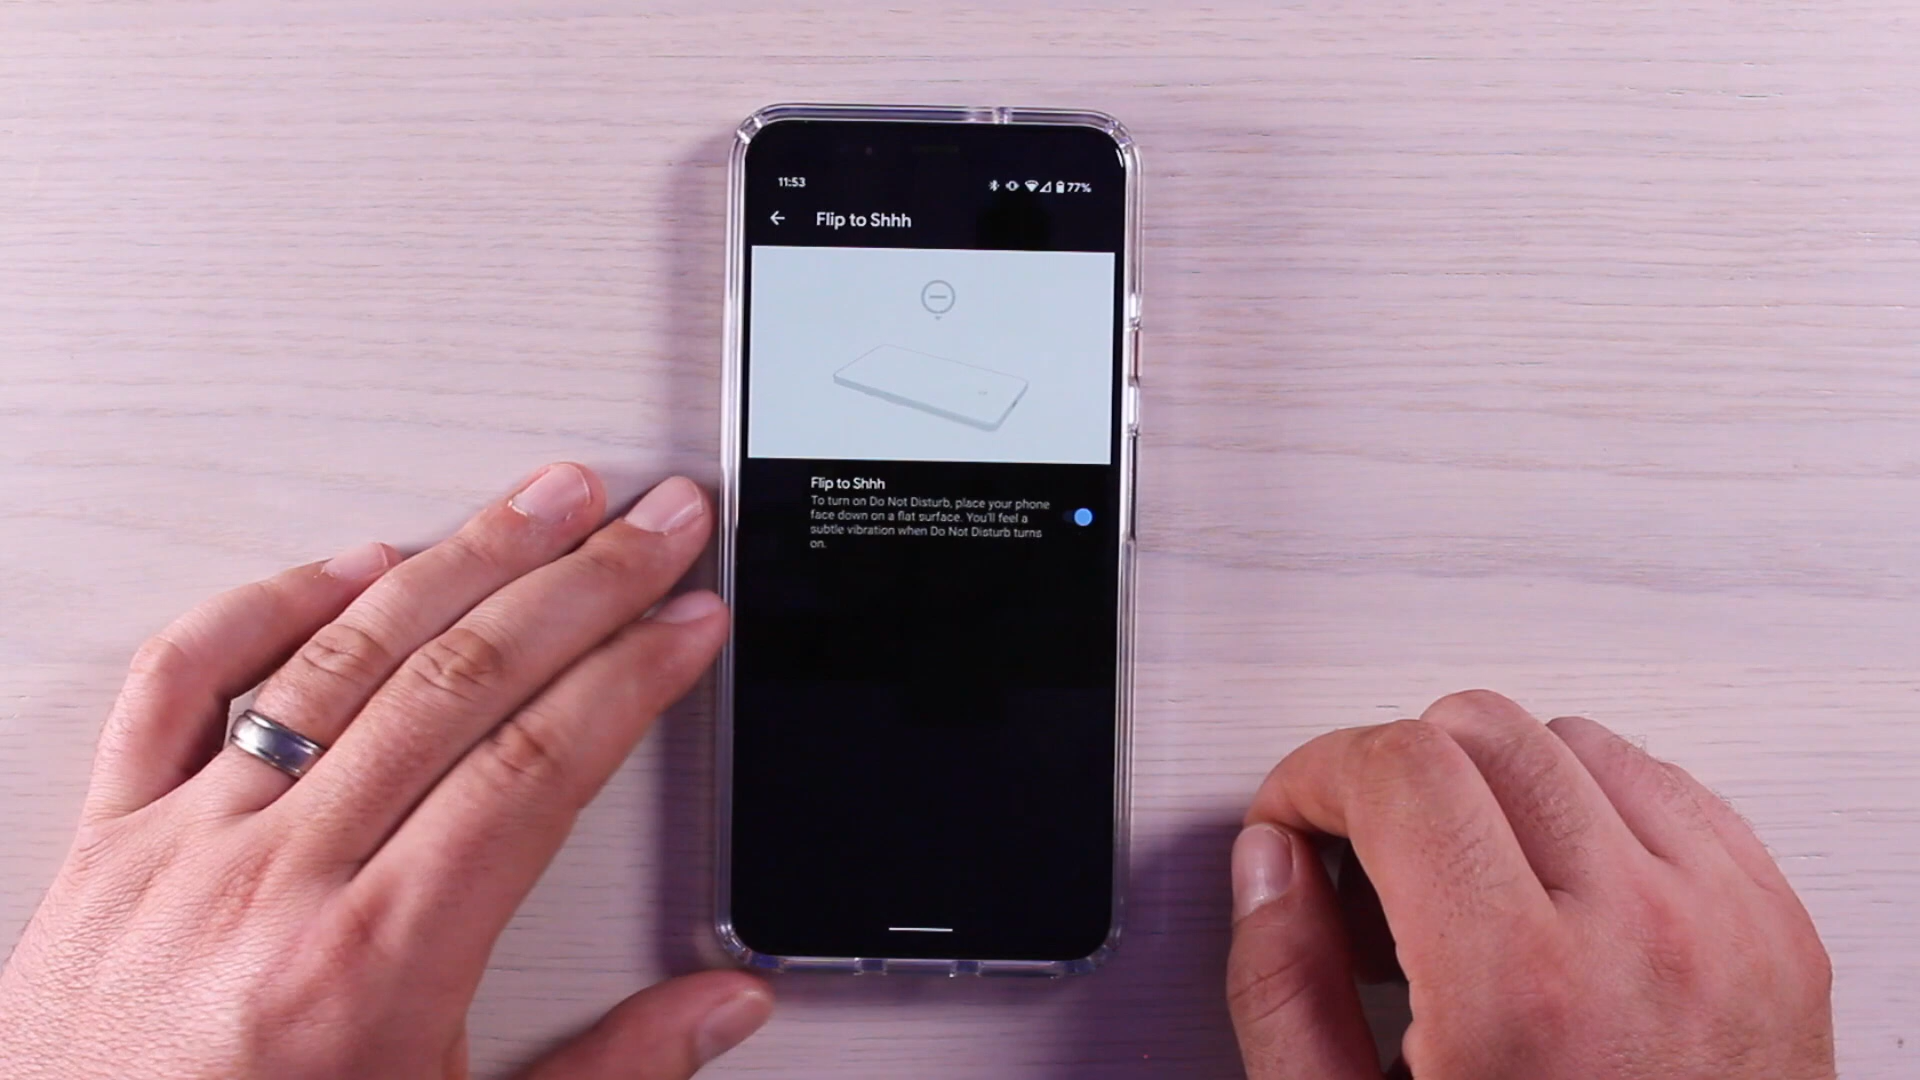 11:53 77%
Flip to Shhh
Flip to Shhh
To turn on Do Not Disturb, place your phone
face down on a flat surface. You'll feel a
subtle vibration when Do Not Disturb turns
on.